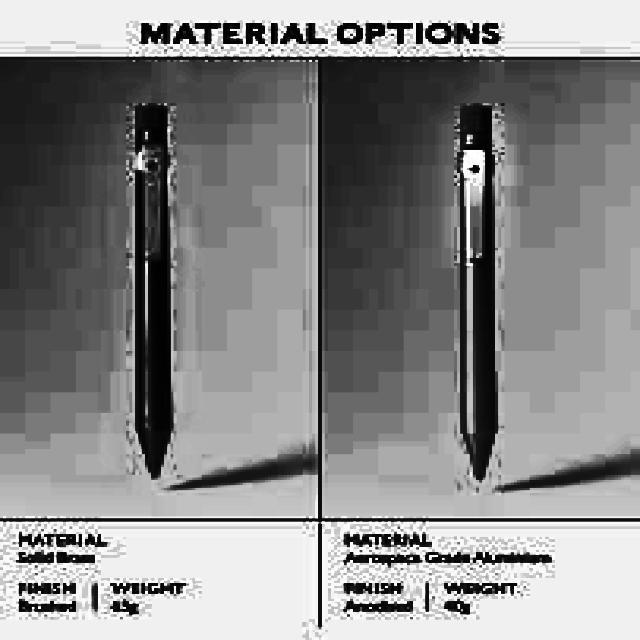 MATERIAL OPTIONS
MATERIAL
Solid Brass
FINISH | WEIGHT
Brushed
MATERIAL
Aerospace Grade Aluminium
FINISH | WEIGHT
Anodised | 40g